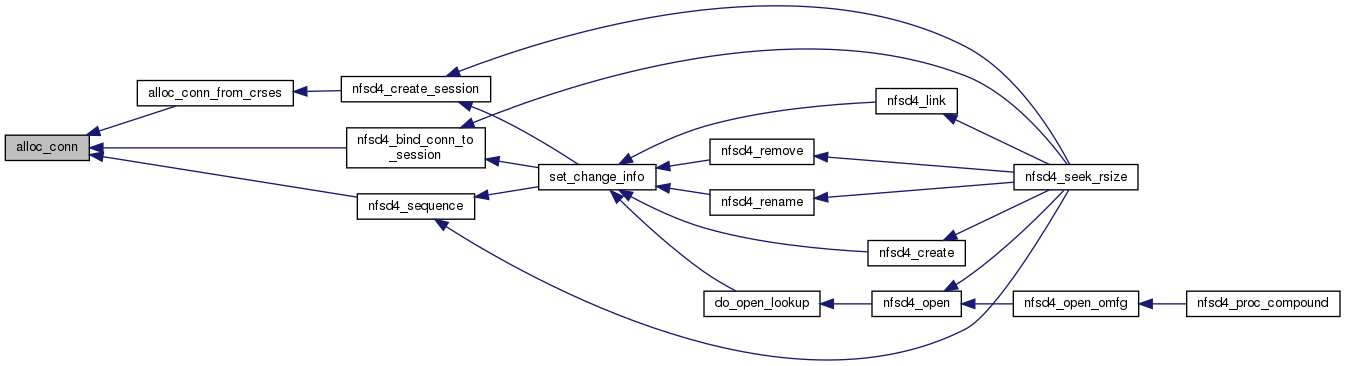 alloc_conn
alloc_conn_from_crses
nfsd4_create_session
nfsd4_bind_conn_to
_session
nfsd4_sequence
set_change_info
nfsd4_link
nfsd4_remove
nfsd4_rename
nfsd4_create
do_open_lookup
nfsd4_open
nfsd4_seek_rsize
nfsd4_open_omfg
nfsd4_proc_compound